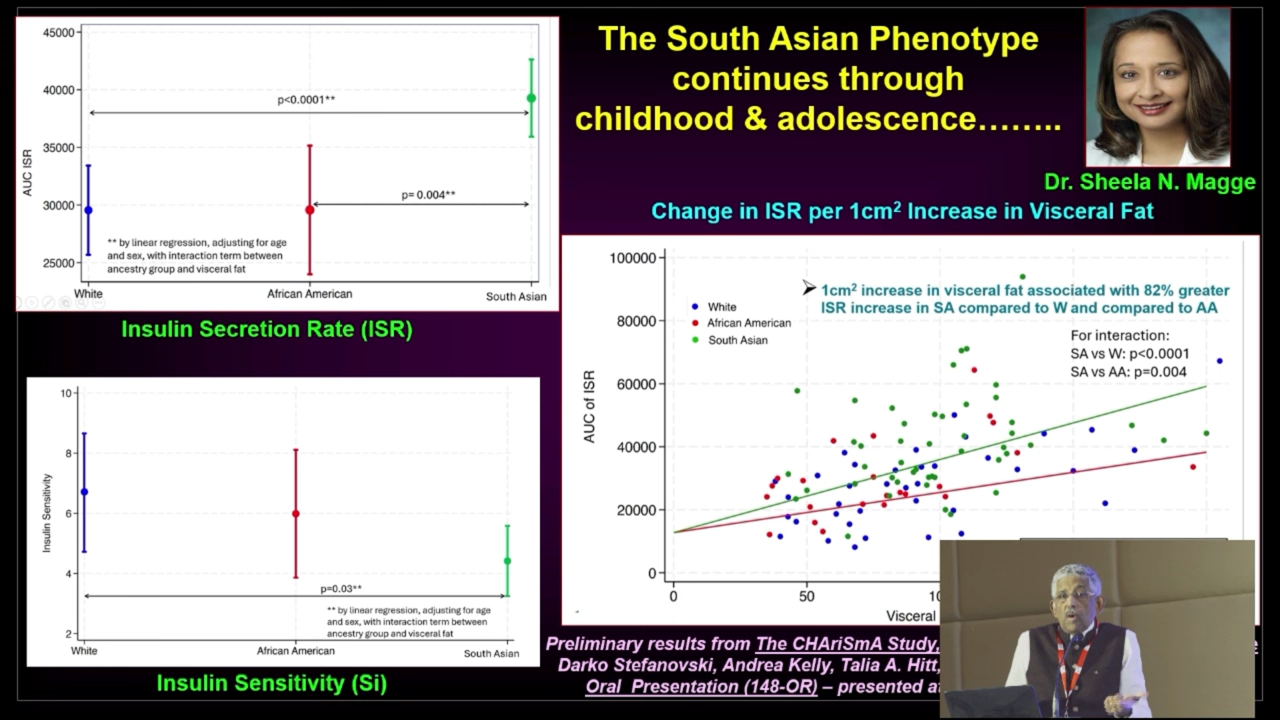 The South Asian Phenotype
continues through
childhood & adolescence……..
Dr. Sheela N. Magge
45000
40000
35000
30000
25000
AUC ISR
p<0.0001**
p= 0.004**
** by linear regression, adjusting for age
and sex, with interaction term between
ancestry group and visceral fat
White
African American
South Asian
Insulin Secretion Rate (ISR)
10
8
6
4
2
Insulin Sensitivity
p=0.03**
** by linear regression, adjusting for age
and sex, with interaction term between
ancestry group and visceral fat
White
African American
South Asian
Insulin Sensitivity (Si)
Change in ISR per 1cm² Increase in Visceral Fat
100000
80000
60000
40000
20000
0
AUC of ISR
White
African American
South Asian
1cm² increase in visceral fat associated with 82% greater
ISR increase in SA compared to W and compared to AA
For interaction:
SA vs W: p<0.0001
SA vs AA: p=0.004
0
50
Visceral
Preliminary results from The CHAriSmA Study,
Darko Stefanovski, Andrea Kelly, Talia A. Hitt,
Oral Presentation (148-OR) – presented